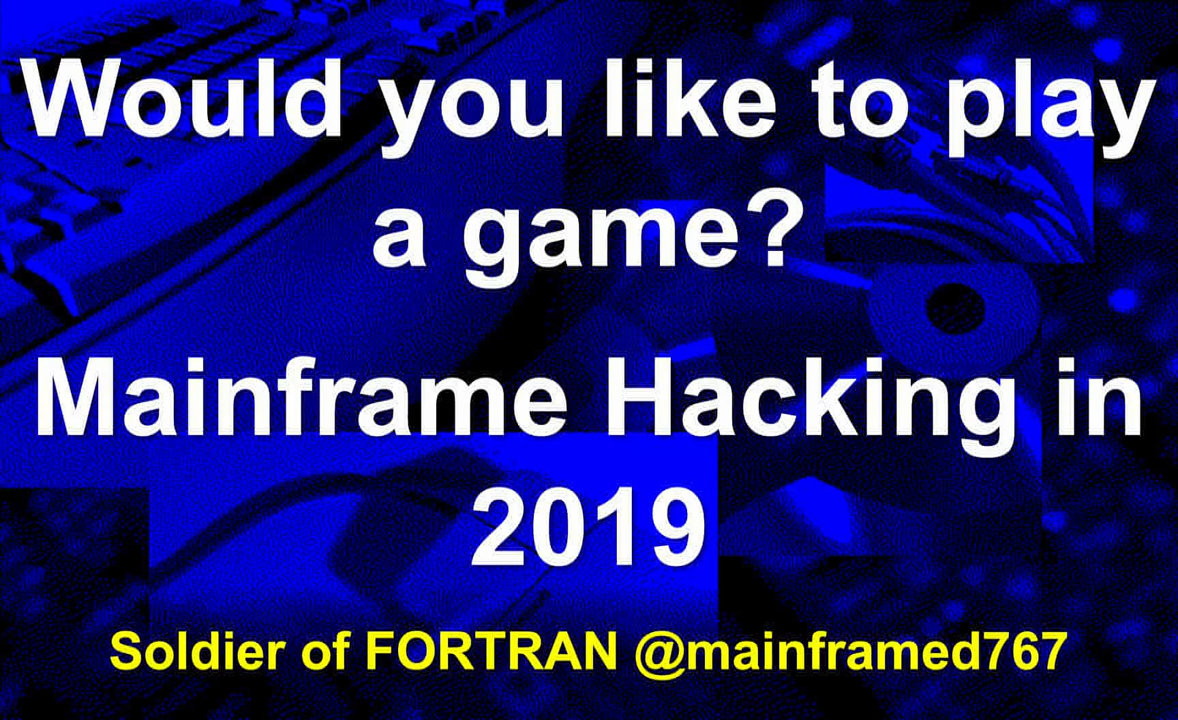 Would you like to play
a game?
Mainframe Hacking in
2019
Soldier of FORTRAN @mainframed767